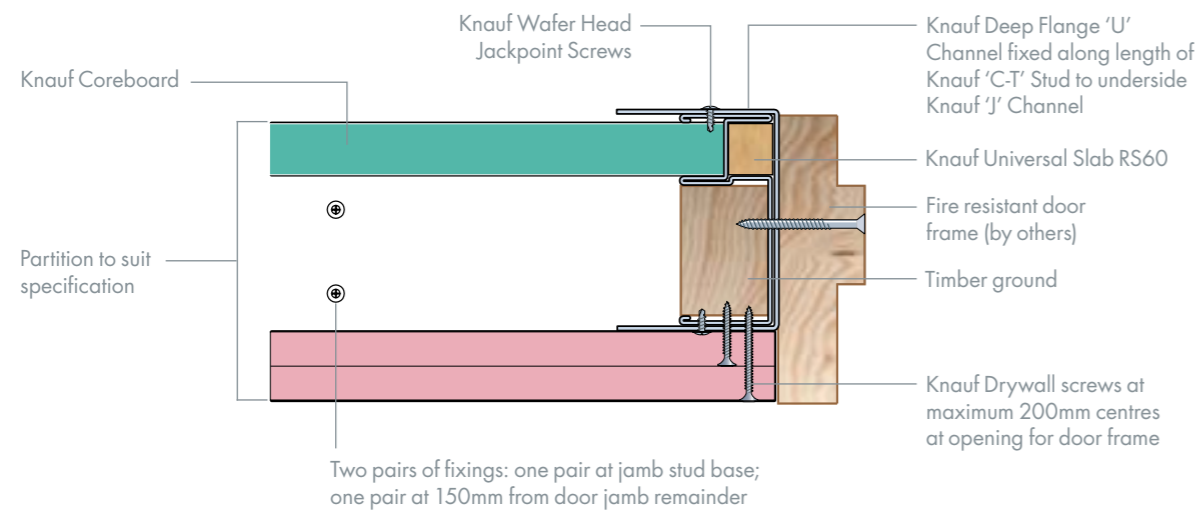 Knauf Wafer Head
Jackpoint Screws
Knauf Deep Flange ‘U’
Channel fixed along length of
Knauf ‘C-T’ Stud to underside
Knauf ‘J’ Channel
Knauf Coreboard
Knauf Universal Slab RS60
Fire resistant door
frame (by others)
Partition to suit
specification
Timber ground
Knauf Drywall screws at
maximum 200mm centres
at opening for door frame
Two pairs of fixings: one pair at jamb stud base;
one pair at 150mm from door jamb remainder